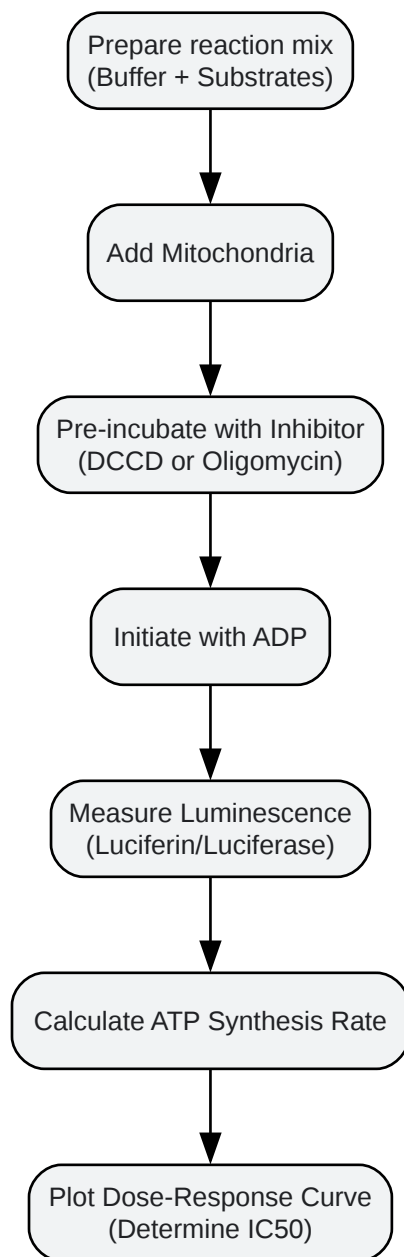 Prepare reaction mix
(Buffer + Substrates)
Add Mitochondria
Pre-incubate with Inhibitor
(DCCD or Oligomycin)
Initiate with ADP
Measure Luminescence
(Luciferin/Luciferase)
Calculate ATP Synthesis Rate
Plot Dose-Response Curve
(Determine IC50)